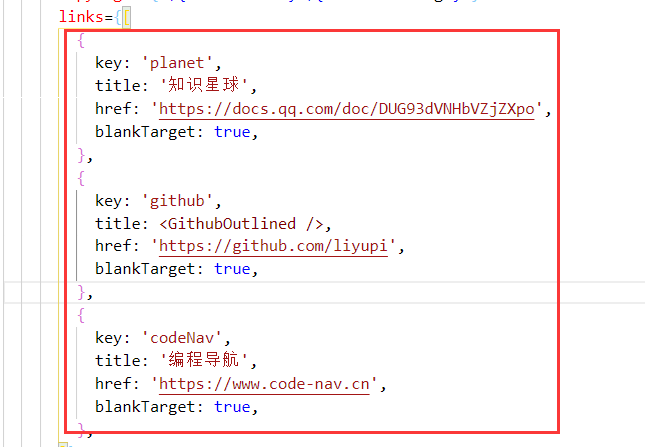 links={[
{
key: 'planet',
title: '知识星球',
href: 'https://docs.qq.com/doc/DUG93dVNHbVZjZXpo',
blankTarget: true,
},
{
key: 'github',
title: <GithubOutlined />,
href: 'https://github.com/liyupi',
blankTarget: true,
},
{
key: 'codeNav',
title: '编程导航',
href: 'https://www.code-nav.cn',
blankTarget: true,
},